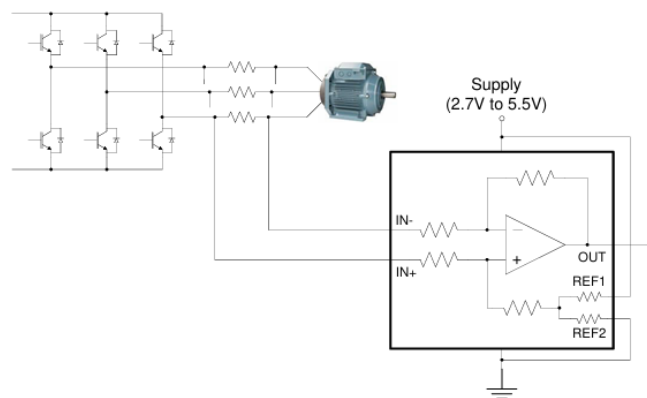 Supply
(2.7V to 5.5V)
IN-
IN+
OUT
REF1
REF2